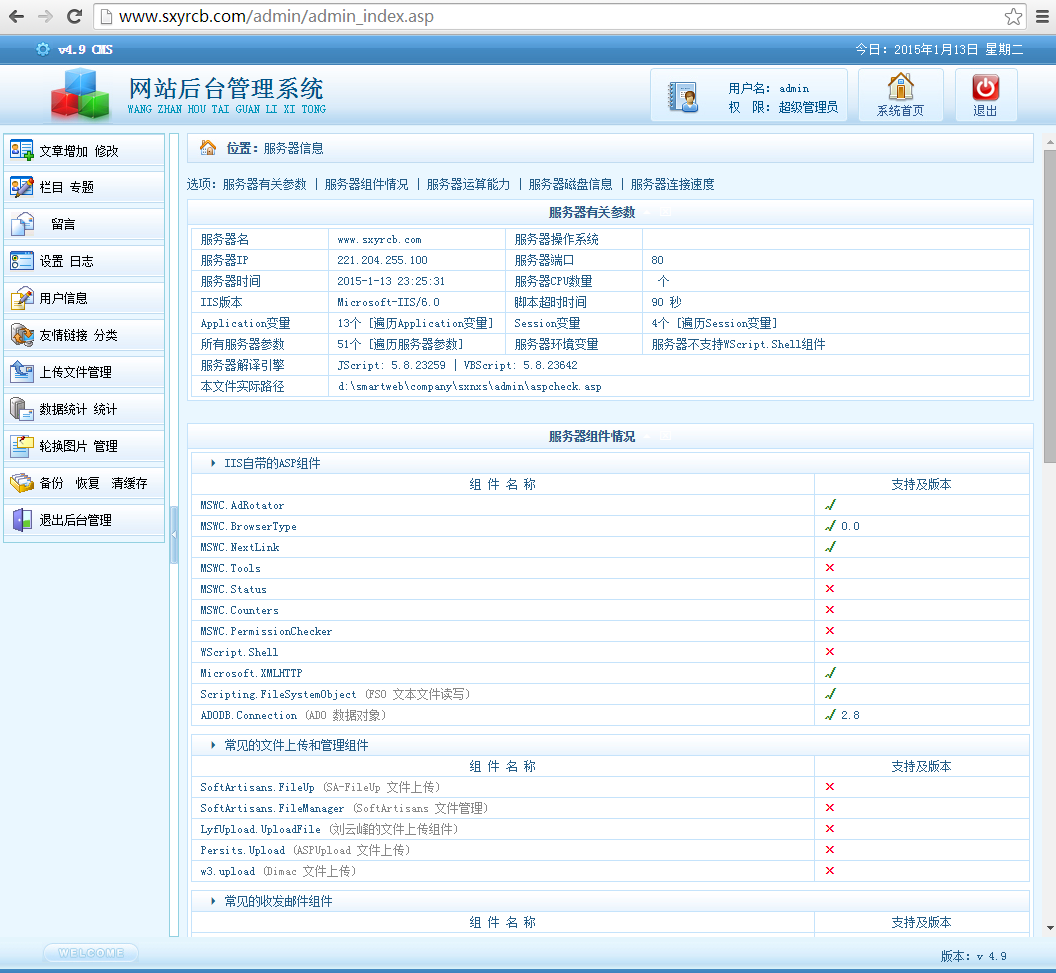 www.sxyrcb.com/admin/admin_index.asp
v4.9 CMS
今日：2015年1月13日 星期二
网站后台管理系统
WANG ZHAN HOU TAI GUAN LI XI TONG
用户名： admin
权 限： 超级管理员
系统首页
退出
文章增加 修改
栏目 专题
留言
设置 日志
用户信息
友情链接 分类
上传文件管理
数据统计 统计
轮换图片 管理
备份 恢复 清缓存
退出后台管理
位置：服务器信息
选项：服务器有关参数 | 服务器组件情况 | 服务器运算能力 | 服务器磁盘信息 | 服务器连接速度
服务器有关参数
服务器名 www.sxyrcb.com 服务器操作系统
服务器IP 221.204.255.100 服务器端口 80
服务器时间 2015-1-13 23:25:31 服务器CPU数量 个
IIS版本 Microsoft-IIS/6.0 脚本超时时间 90 秒
Application变量 13个 [遍历Application变量] Session变量 4个 [遍历Session变量]
所有服务器参数 51个 [遍历服务器参数] 服务器环境变量 服务器不支持WScript.Shell组件
服务器解译引擎 JScript: 5.8.23259 | VBScript: 5.8.23642
本文件实际路径 d:\smartweb\company\sxnxs\admin\aspcheck.asp
服务器组件情况
IIS自带的ASP组件
组 件 名 称 支持及版本
MSWC.AdRotator √
MSWC.BrowserType √ 0.0
MSWC.NextLink √
MSWC.Tools ×
MSWC.Status ×
MSWC.Counters ×
MSWC.PermissionChecker ×
WScript.Shell ×
Microsoft.XMLHTTP √
Scripting.FileSystemObject (FSO 文本文件读写) √
ADODB.Connection (ADO 数据对象) √ 2.8
常见的文件上传和管理组件
组 件 名 称 支持及版本
SoftArtisans.FileUp (SA-FileUp 文件上传) ×
SoftArtisans.FileManager (SoftArtisans 文件管理) ×
LyfUpload.UploadFile (刘云峰的文件上传组件) ×
Persits.Upload (ASPUpload 文件上传) ×
w3.upload (Dimac 文件上传) ×
常见的收发邮件组件
组 件 名 称 支持及版本
WELCOME
版本：v 4.9